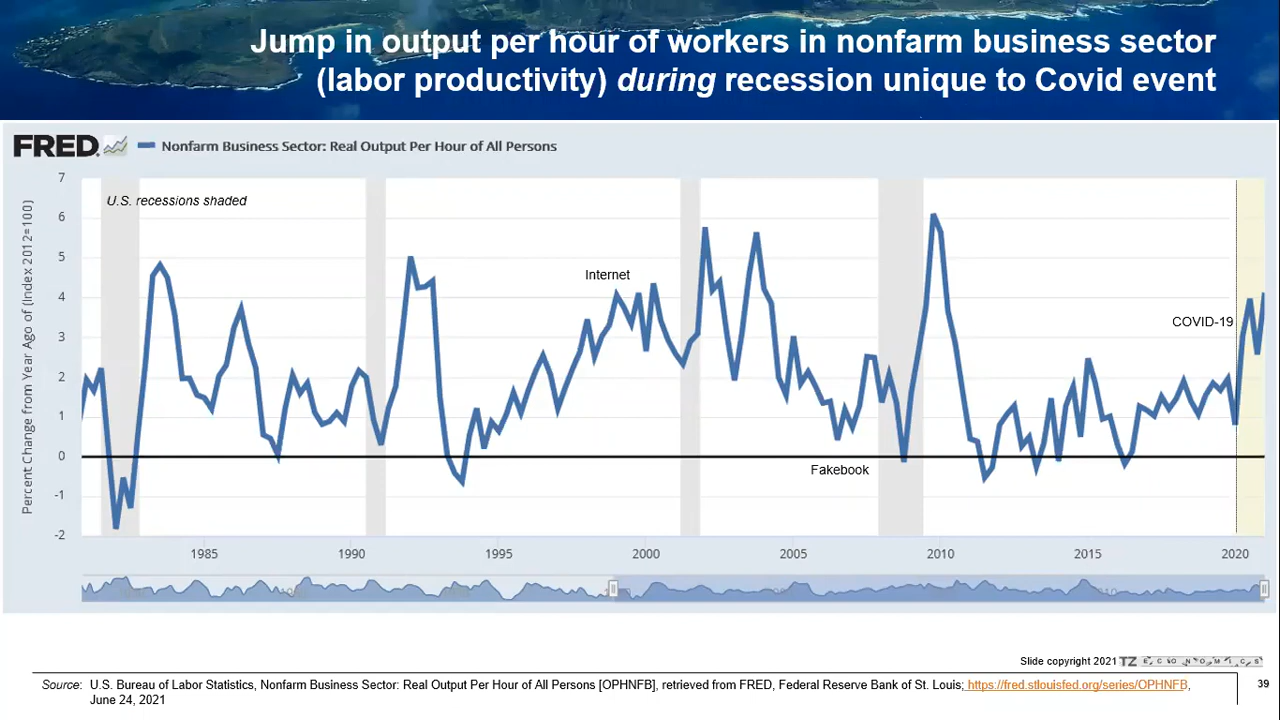 Jump in output per hour of workers in nonfarm business sector
(labor productivity) during recession unique to Covid event
FRED
Nonfarm Business Sector: Real Output Per Hour of All Persons
Percent Change from Year Ago of (Index 2012=100)
7
6
5
4
3
2
1
0
-1
-2
U.S. recessions shaded
Internet
COVID-19
Fakebook
1985
1990
1995
2000
2005
2010
2015
2020
Slide copyright 2021 TZ ECONOMICS
Source: U.S. Bureau of Labor Statistics, Nonfarm Business Sector: Real Output Per Hour of All Persons [OPHNFB], retrieved from FRED, Federal Reserve Bank of St. Louis; https://fred.stlouisfed.org/series/OPHNFB,
June 24, 2021
39